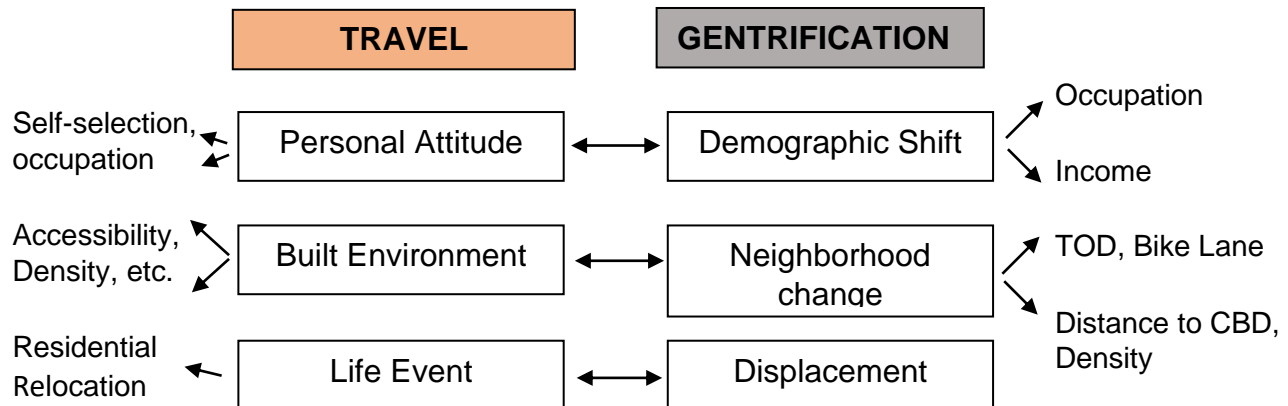 TRAVEL
GENTRIFICATION
Self-selection,
occupation
Personal Attitude
Demographic Shift
Occupation
Income
Accessibility,
Density, etc.
Built Environment
Neighborhood
change
TOD, Bike Lane
Distance to CBD,
Density
Residential
Relocation
Life Event
Displacement